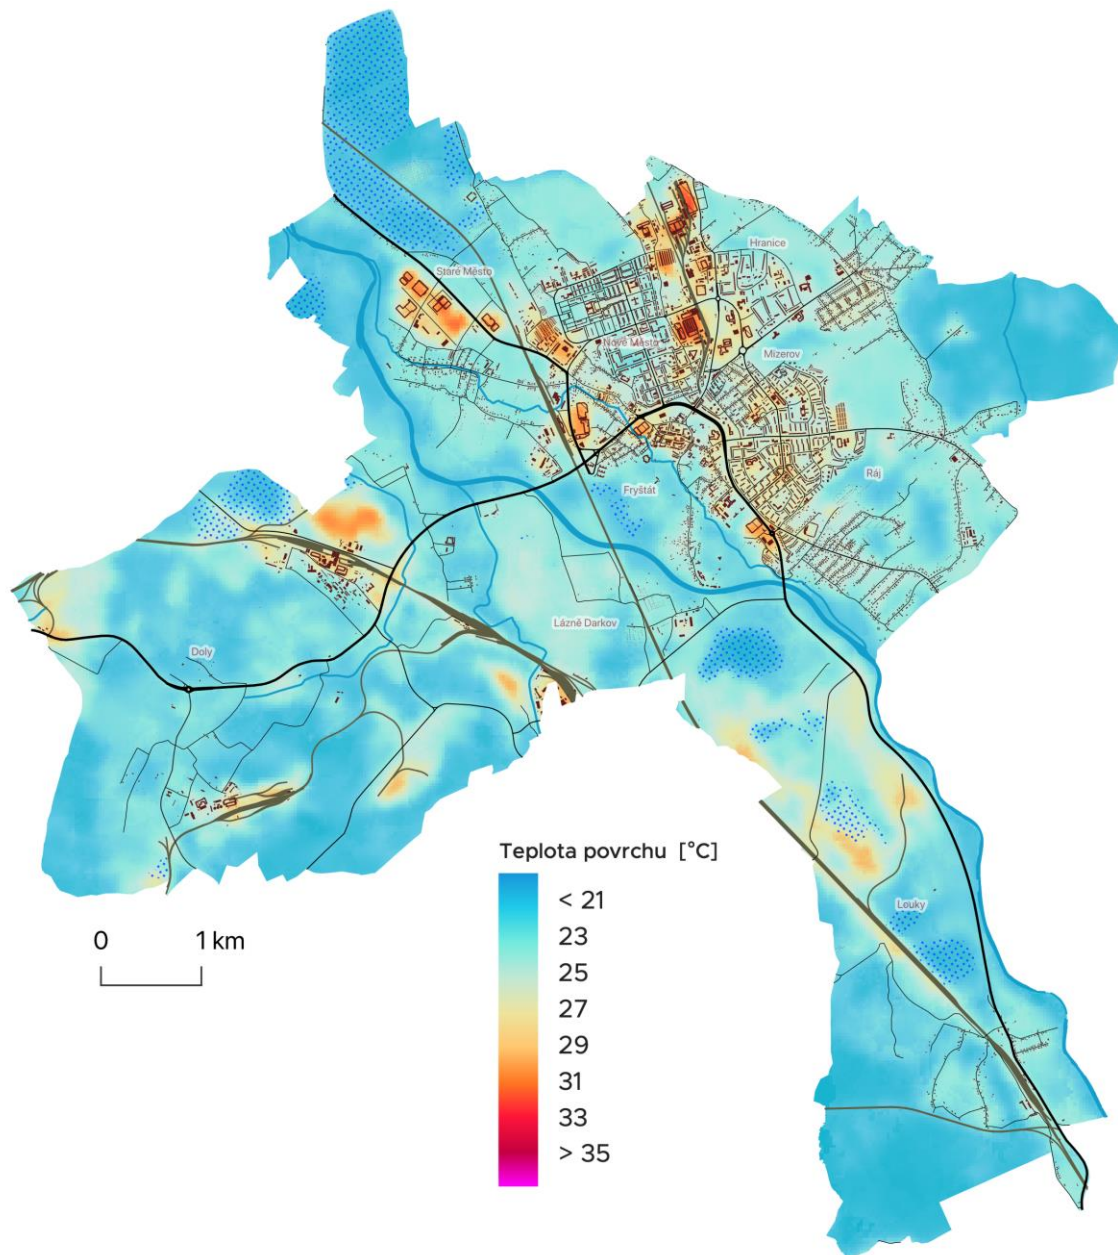 Hranice
Staré Město
Nové Město
Mizerov
Ráj
Fryštát
Lázně Darkov
Doly
Teplota povrchu [°C]
< 21
23
25
27
29
31
33
> 35
Louky
0 1 km